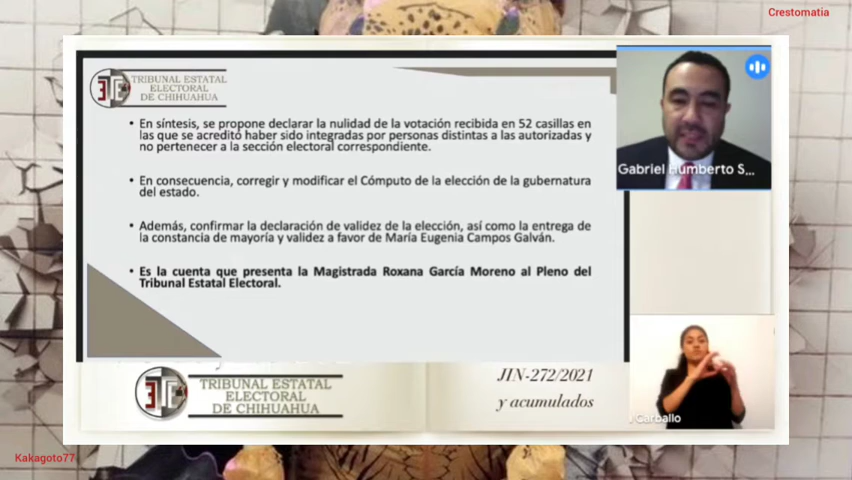 Crestomatia
TRIBUNAL ESTATAL
ELECTORAL
DE CHIHUAHUA
• En síntesis, se propone declarar la nulidad de la votación recibida en 52 casillas en
las que se acreditó haber sido integradas por personas distintas a las autorizadas y
no pertenecer a la sección electoral correspondiente.
• En consecuencia, corregir y modificar el Cómputo de la elección de la gubernatura
del estado.
• Además, confirmar la declaración de validez de la elección, así como la entrega de
la constancia de mayoría y validez a favor de María Eugenia Campos Galván.
• Es la cuenta que presenta la Magistrada Roxana García Moreno al Pleno del
Tribunal Estatal Electoral.
Gabriel Humberto S...
TRIBUNAL ESTATAL
ELECTORAL
DE CHIHUAHUA
JIN-272/2021
y acumulados
Carballo
Kakagoto77